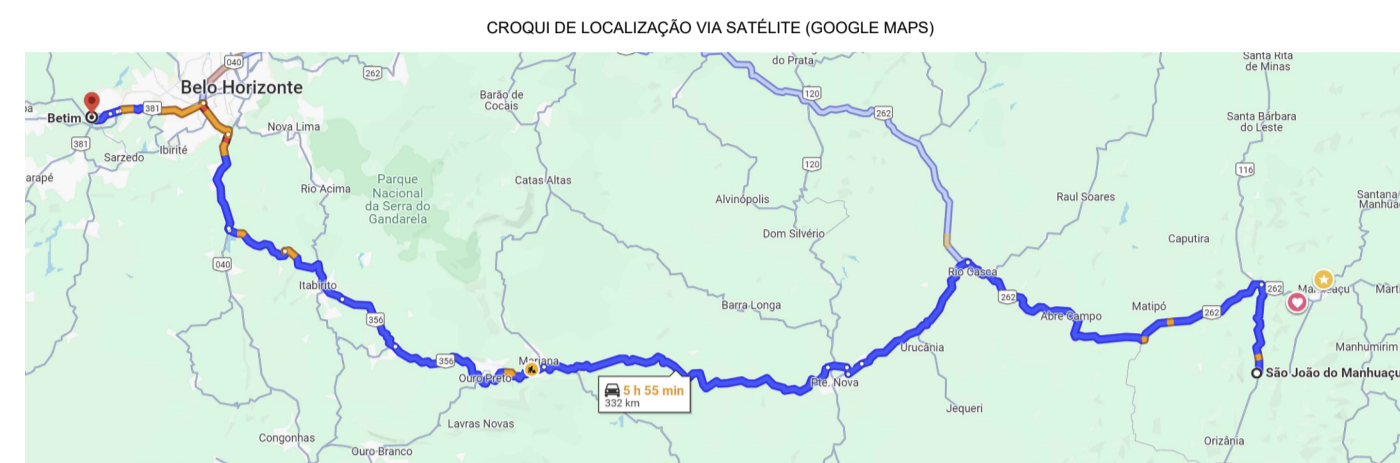 CROQUI DE LOCALIZAÇÃO VIA SATÉLITE (GOOGLE MAPS)
040
262
do Prata
Santa Rita
de Minas
Belo Horizonte
Barão de
Cocais
120
262
381
Betim
Nova Lima
Santa Bárbara
do Leste
381
Sarzedo
Ibirité
120
116
arapé
Rio Acima
Parque
Nacional
da Serra do
Gandarela
Catas Altas
Alvinópolis
Raul Soares
Santana
Dom Silvério
Caputira
040
Itabirito
Rio Casca
262
262
Barra Longa
Matipó
262
Abre Campo
356
Urucânia
Manhumirim
356
Mariana
Ouro Preto
5 h 55 min
332 km
Pte. Nova
São João do Manhuaçu
Jequeri
Lavras Novas
Congonhas
Orizânia
Ouro Branco